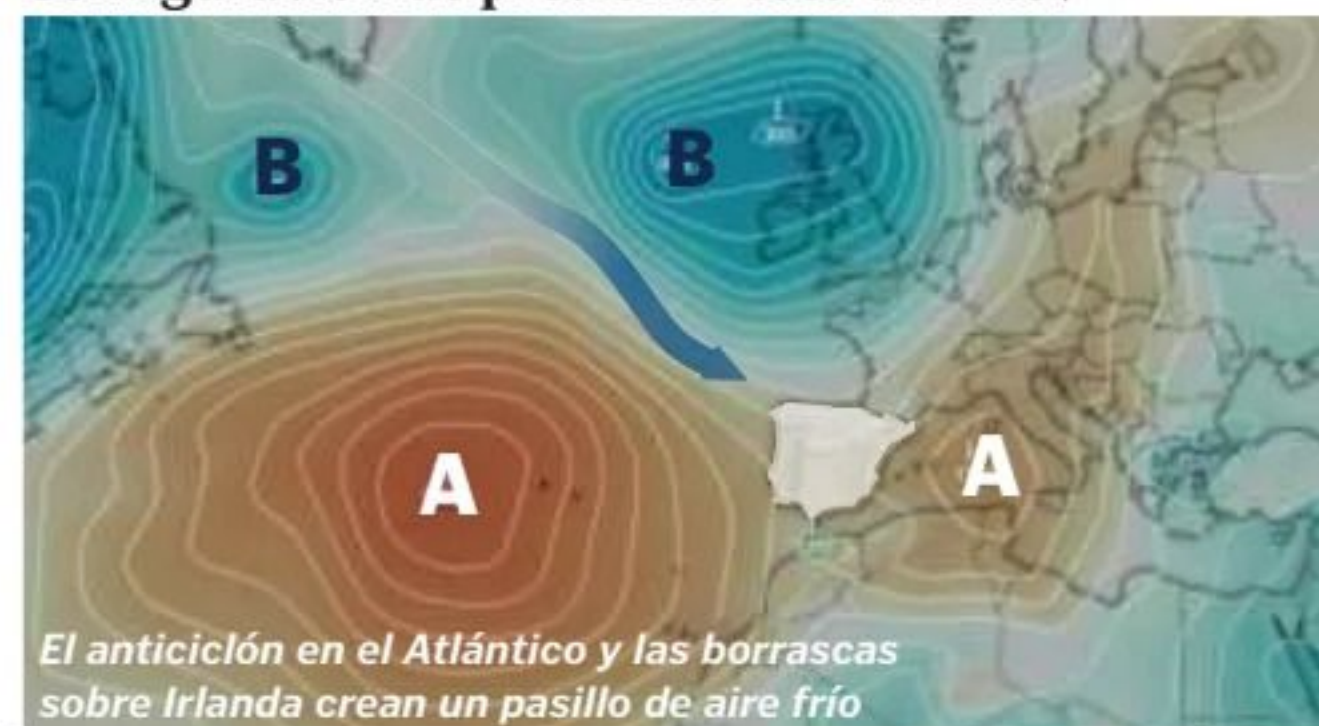 B
B
A
A
El anticiclón en el Atlántico y las borrascas
sobre Irlanda crean un pasillo de aire frío